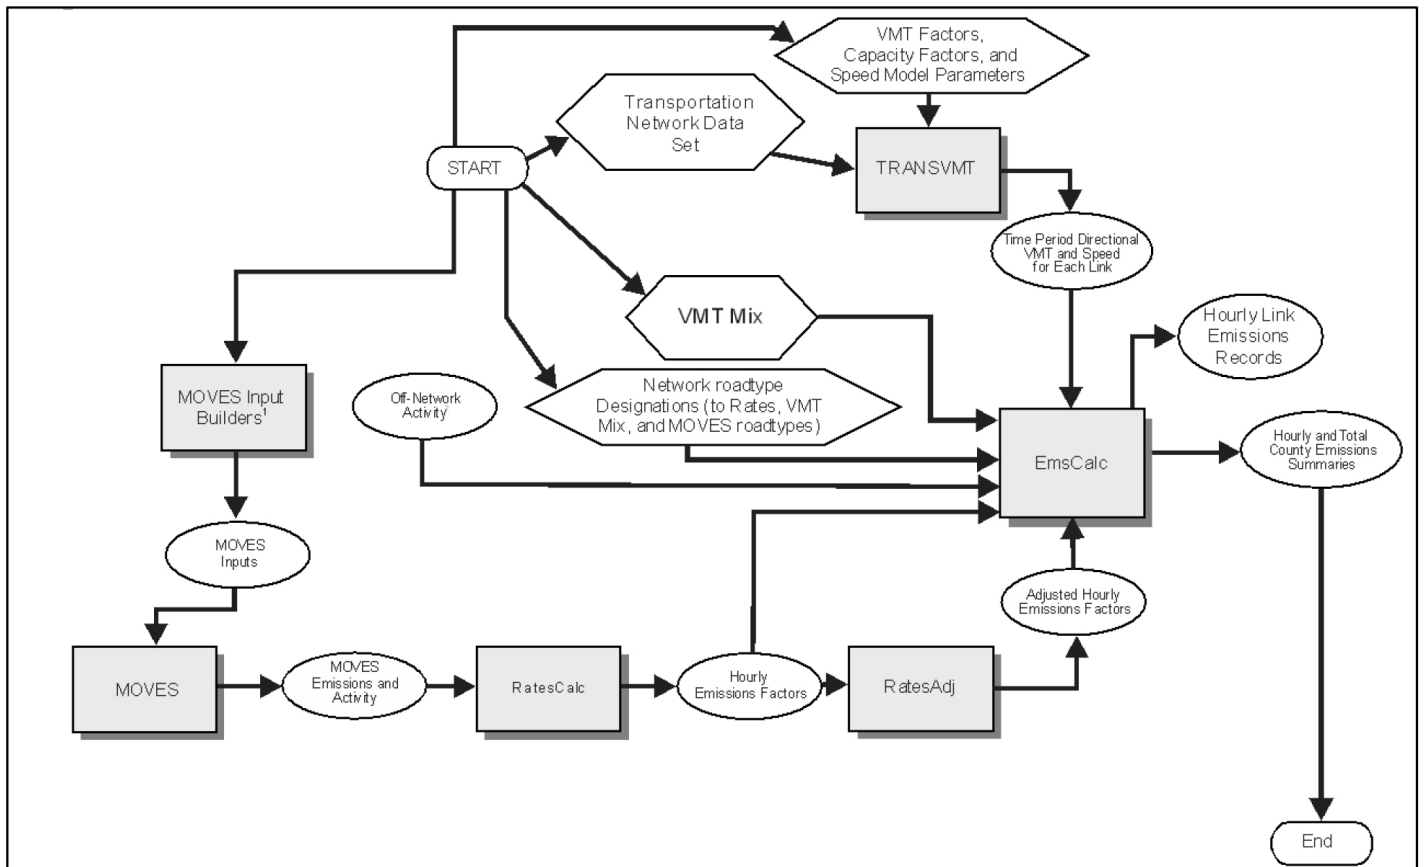 VMT Factors,
Capacity Factors, and
Speed Model Parameters
Transportation
Network Data
Set
START
TRANSVMT
Time Period Directional
VMT and Speed
for Each Link
VMT Mix
Hourly Link
Emissions
Records
MOVES Input
Builders¹
Off-Network
Activity
Network roadtype
Designations (to Rates, VMT
Mix, and MOVES roadtypes)
EmsCalc
Hourly and Total
County Emissions
Summaries
MOVES
Inputs
Adjusted Hourly
Emissions Factors
MOVES
MOVES
Emissions and
Activity
RatesCalc
Hourly
Emissions Factors
RatesAdj
End